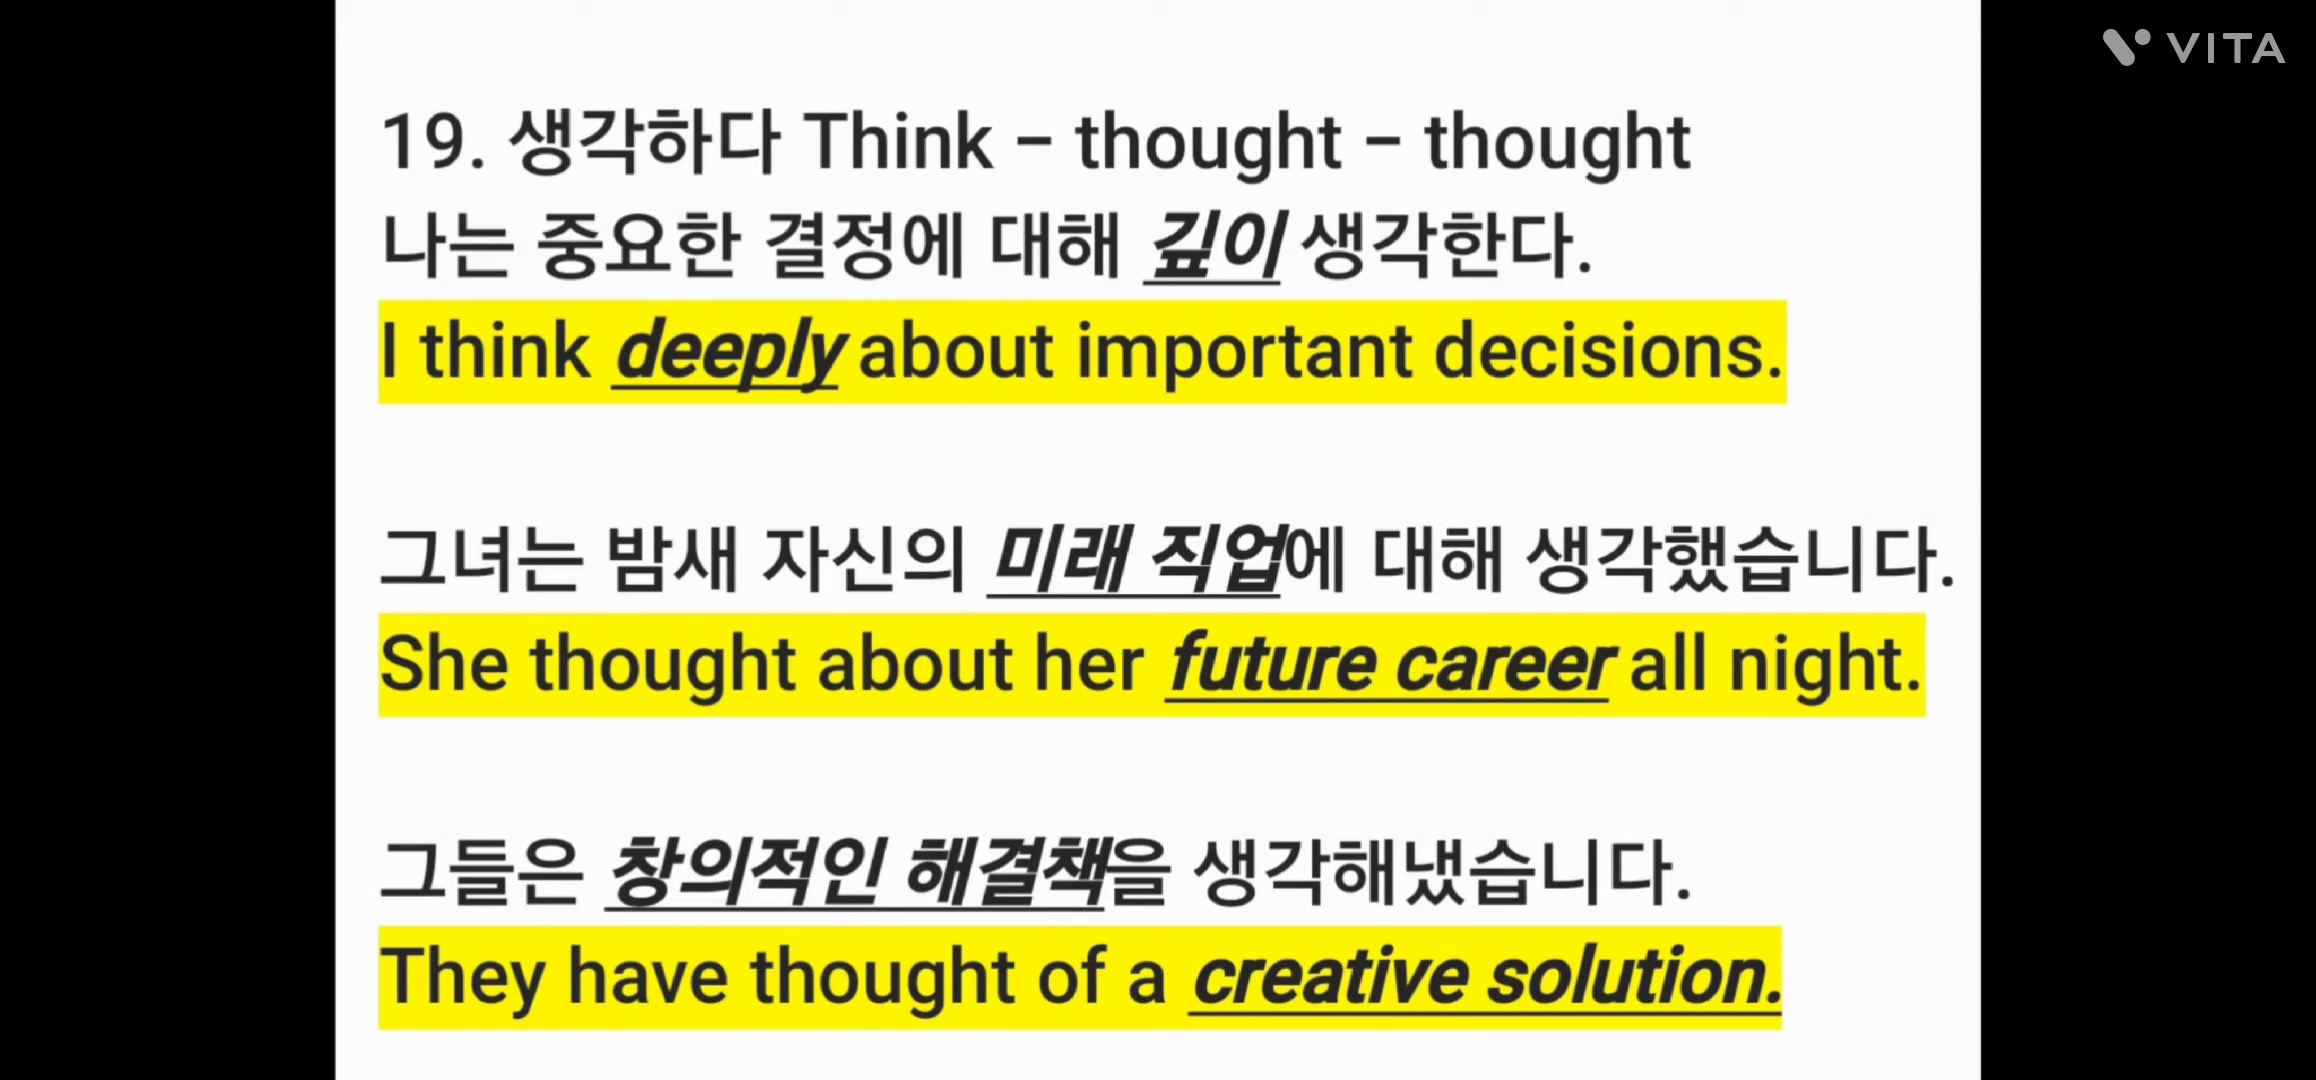 VITA
19. 생각하다 Think – thought – thought
나는 중요한 결정에 대해 깊이 생각한다.
I think deeply about important decisions.
그녀는 밤새 자신의 미래 직업에 대해 생각했습니다.
She thought about her future career all night.
그들은 창의적인 해결책을 생각해냈습니다.
They have thought of a creative solution.